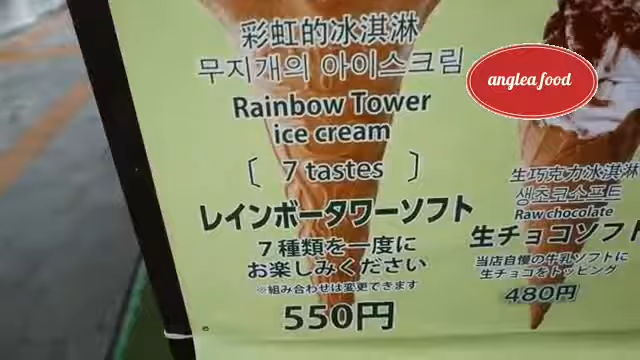 彩虹的冰淇淋
무지개의 아이스크림
Rainbow Tower
ice cream
〔 7 tastes 〕
レインボータワーソフト
7種類を一度に
お楽しみください
※組み合わせは変更できます
550円
anglea food
生巧克力冰淇淋
생초코소프트
Raw chocolate
生チョコソフト
当店自慢の牛乳ソフトに
生チョコをトッピング
480円